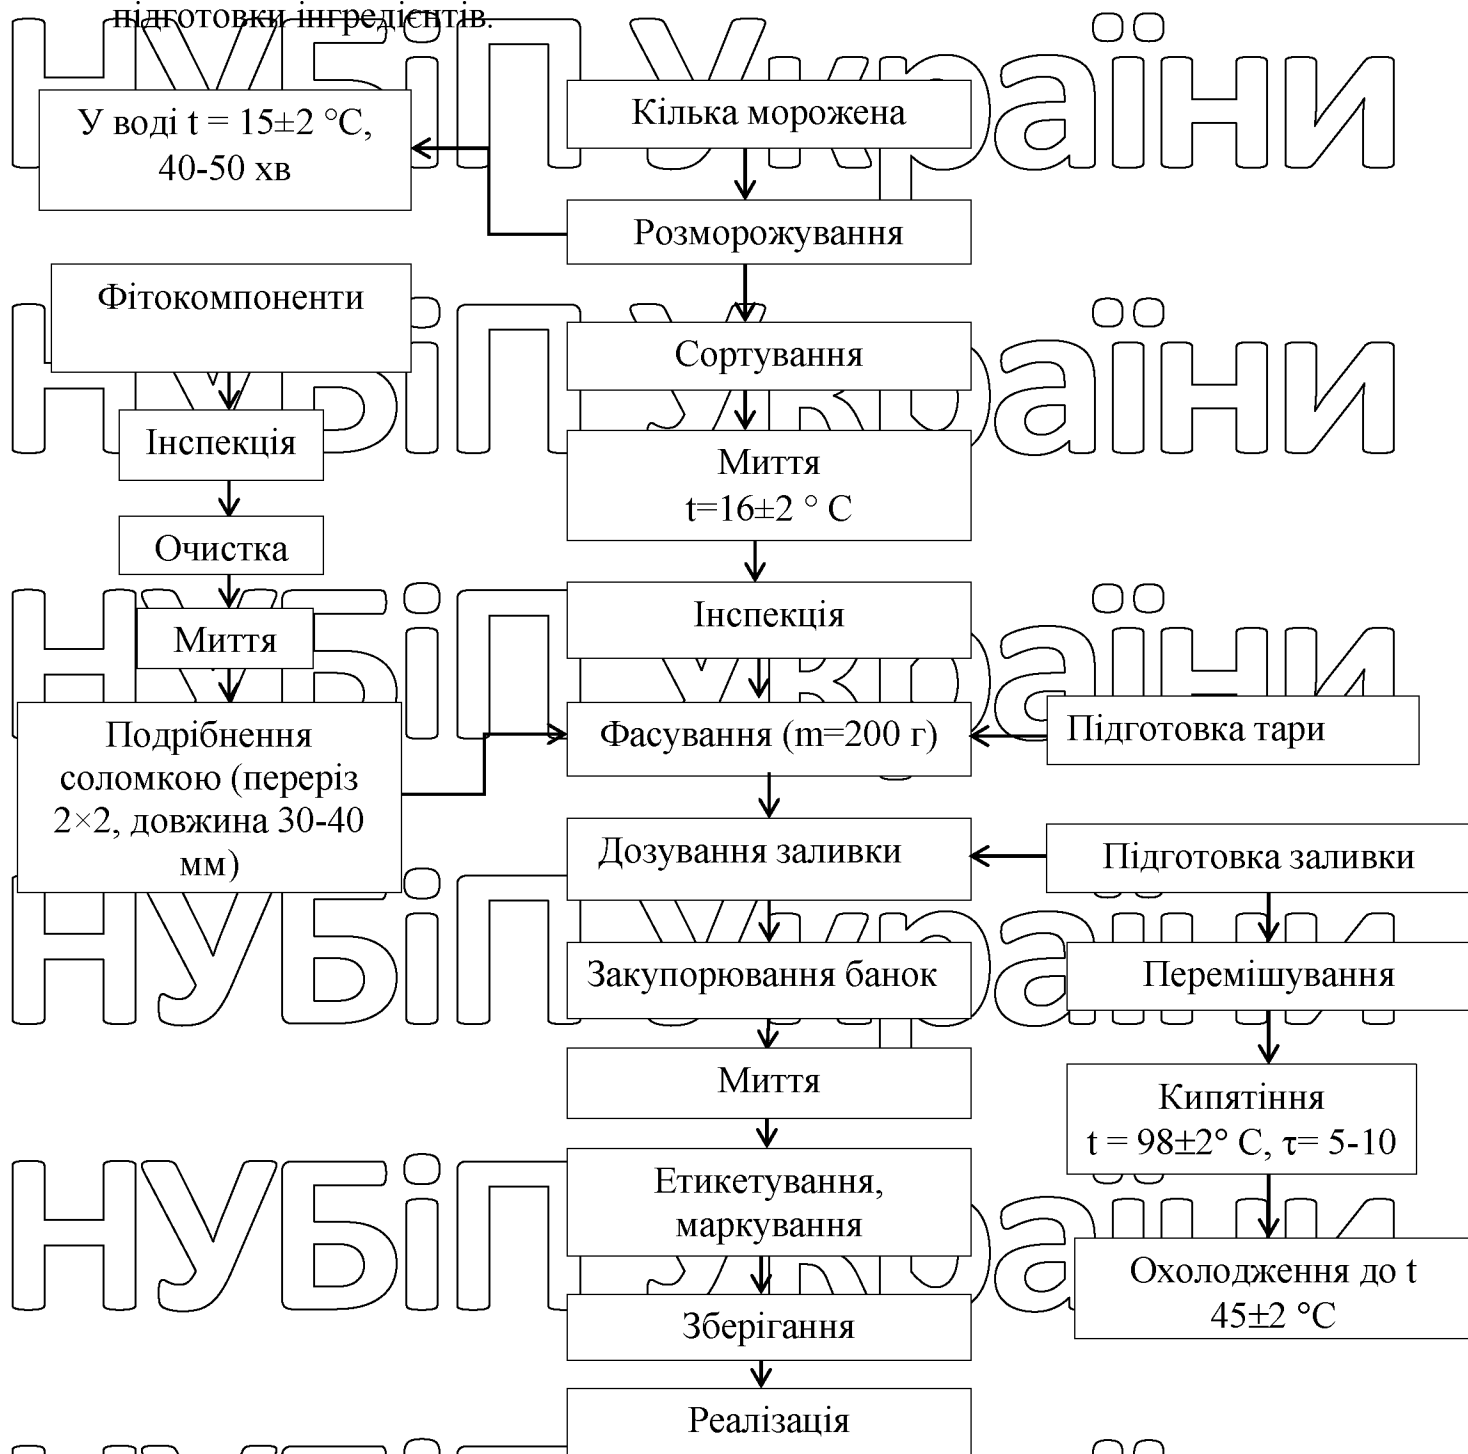 підготовки інгредієнтів.
НУБіП України
У воді t = 15±2 °С,
40-50 хв
Кілька морожена
Розморожування
НУБіП України
Фітокомпоненти
Сортування
Інспекція
Миття
t=16±2 ° С
Очистка
НУБіП України
Інспекція
Миття
Подрібнення
соломкою (переріз
2×2, довжина 30-40
мм)
Фасування (m=200 г)
Підготовка тари
НУБіП України
Дозування заливки
Підготовка заливки
Закупорювання банок
Перемішування
Миття
Кипятіння
t = 98±2° С, τ= 5-10
НУБіП України
Етикетування,
маркування
Охолодження до t
45±2 °С
Зберігання
Реалізація